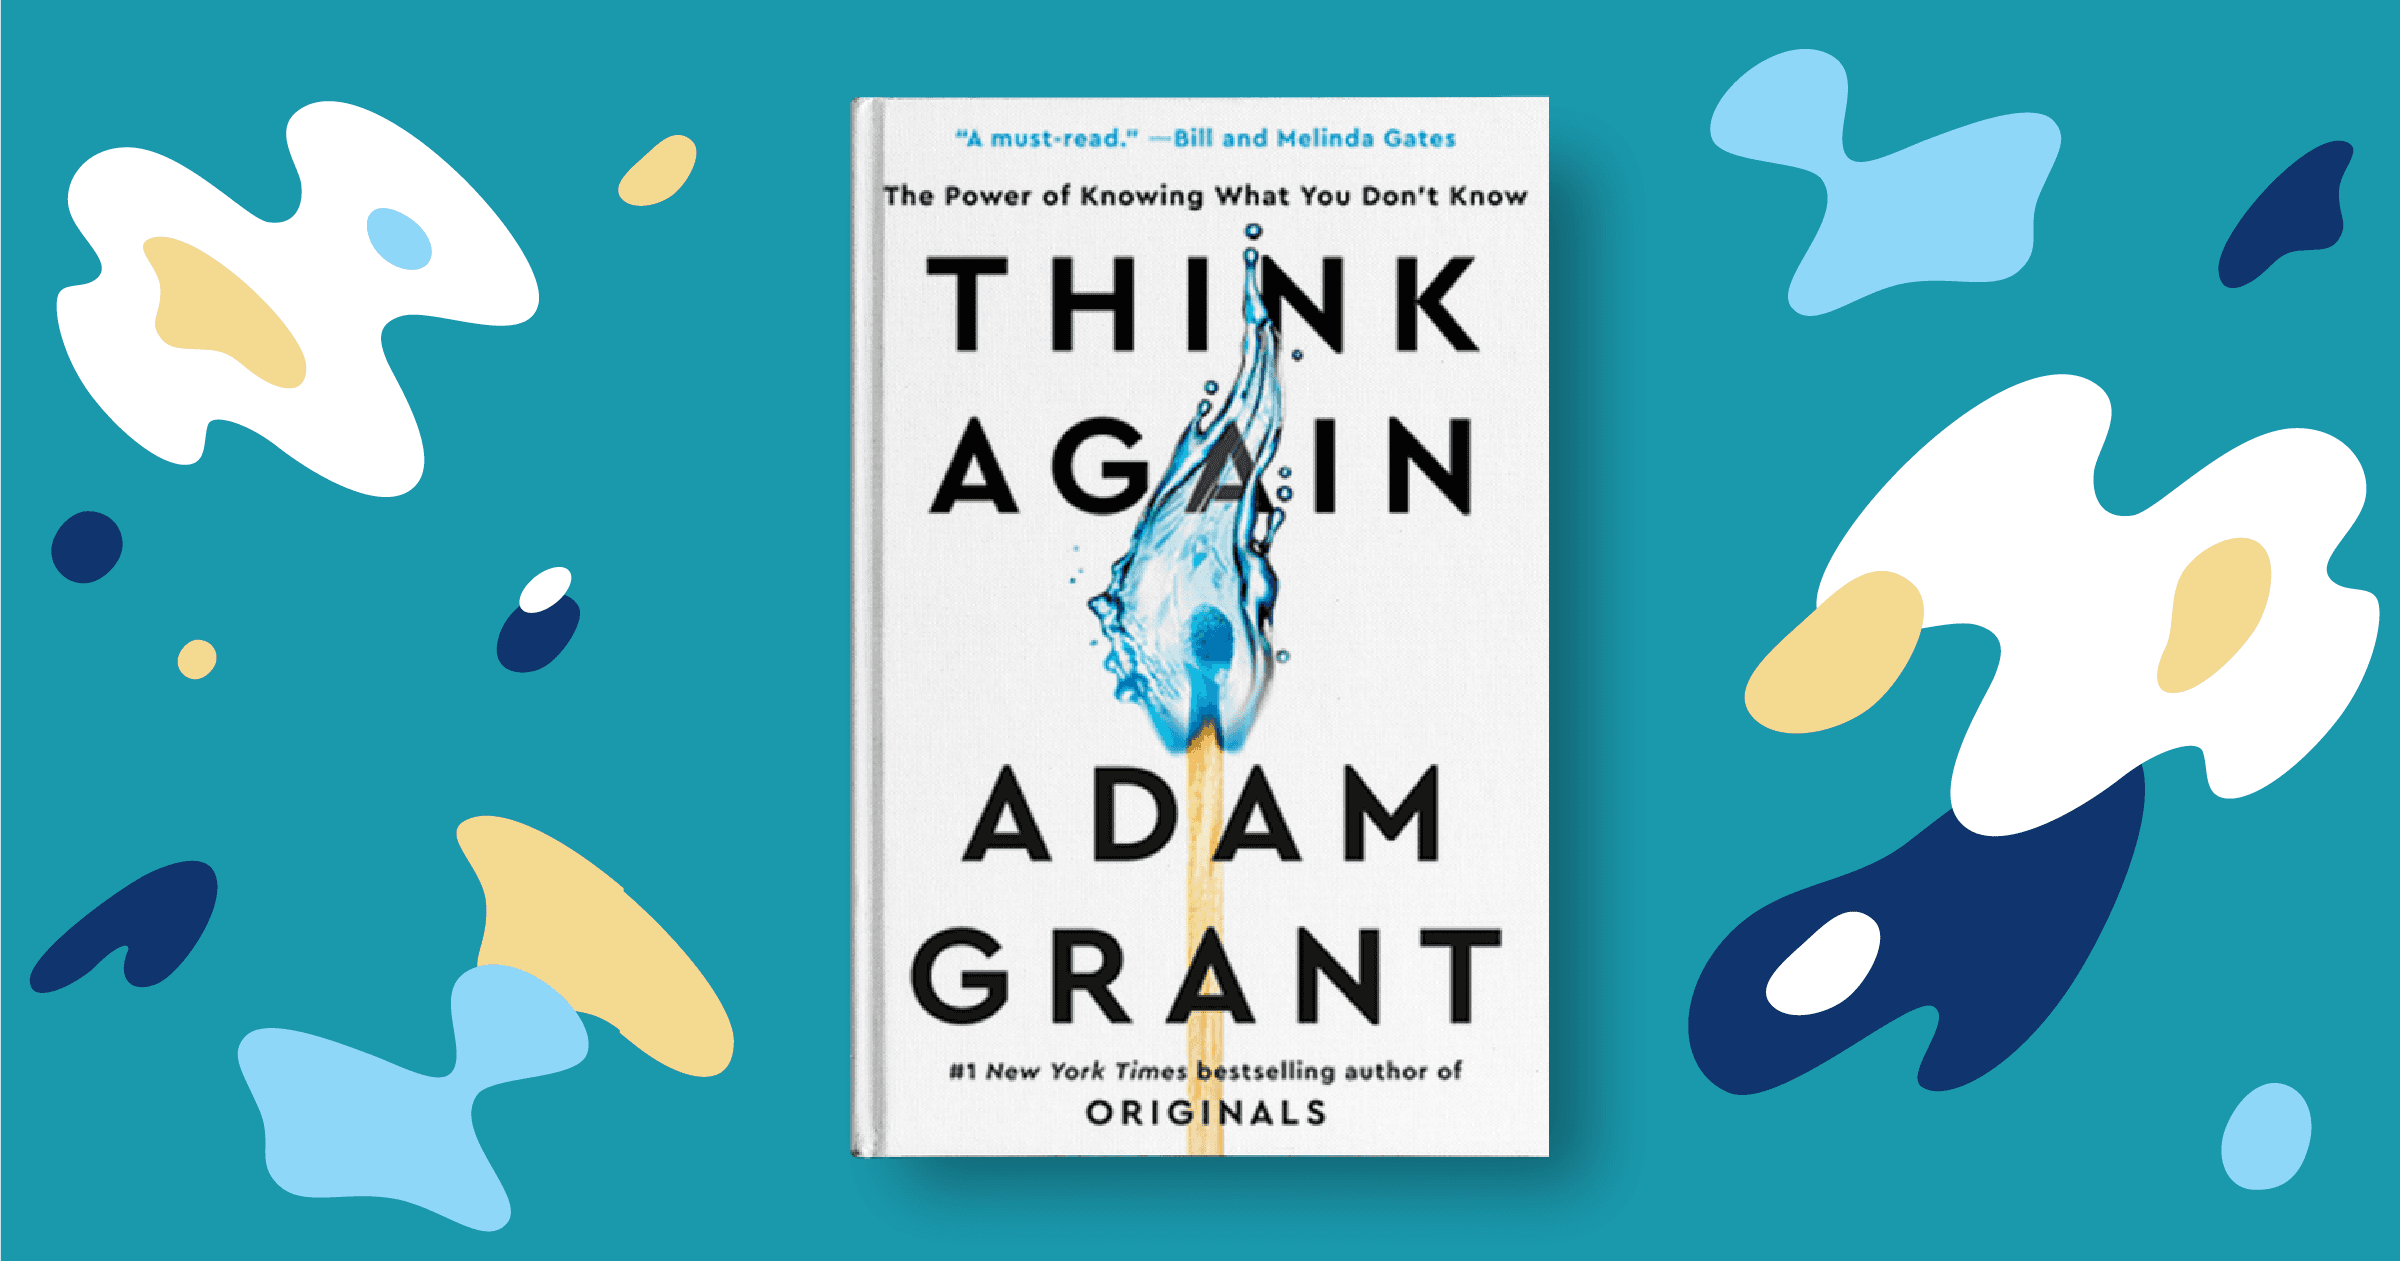 “A must-read.” —Bill and Melinda Gates
The Power of Knowing What You Don’t Know
THINK
AGAIN
ADAM
GRANT
#1 New York Times bestselling author of
ORIGINALS